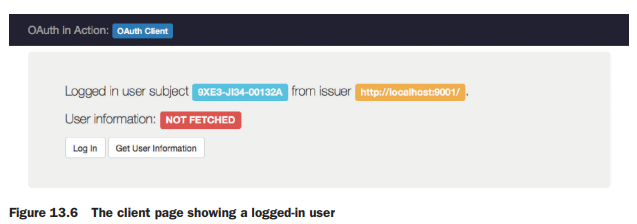 OAuth in Action: OAuth Client
Logged in user subject 9XE3-JI34-00132A from issuer http://localhost:9001/ .
User information: NOT FETCHED
Log In Get User Information
Figure 13.6 The client page showing a logged-in user